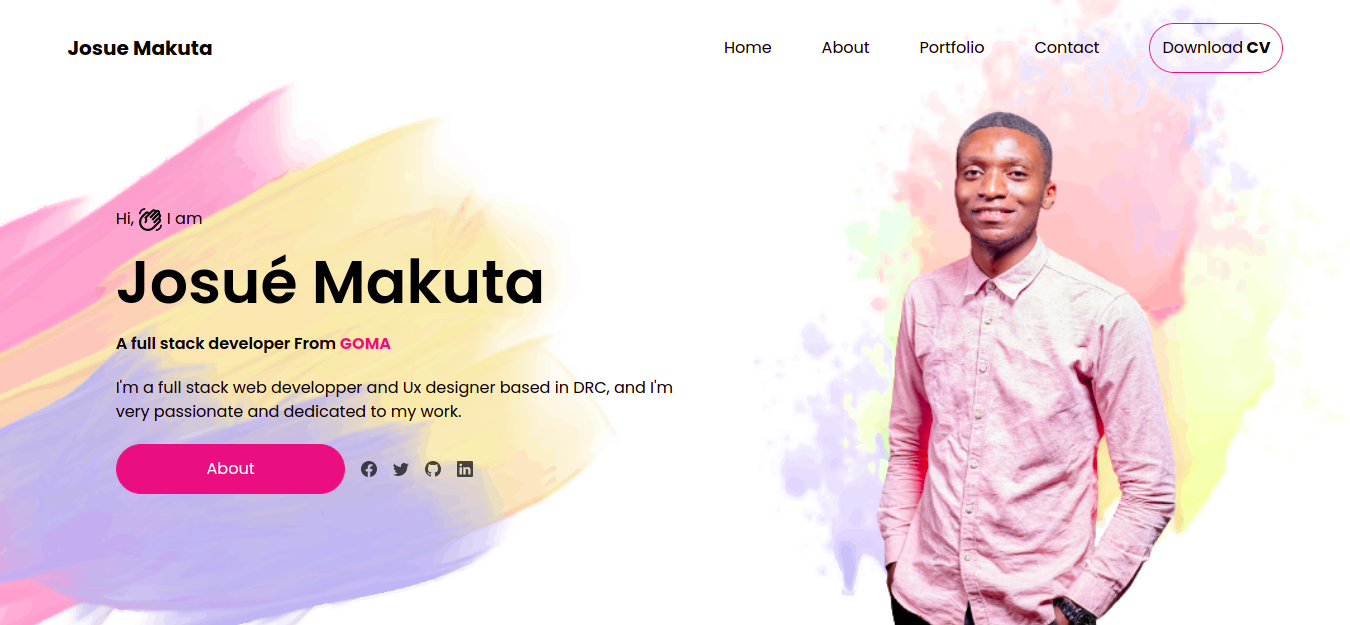 Josue Makuta
Home About Portfolio Contact Download CV
Hi, I am
Josué Makuta
A full stack developer From GOMA
I'm a full stack web developper and Ux designer based in DRC, and I'm
very passionate and dedicated to my work.
About